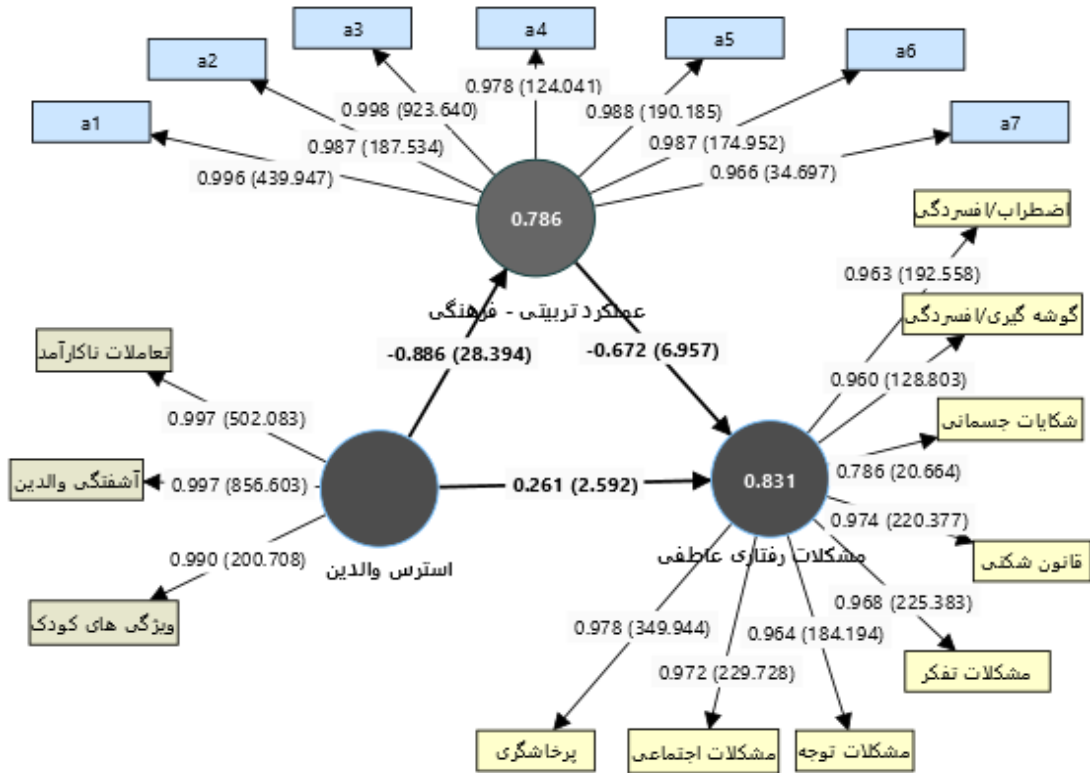 a3
a4
a5
a2
a6
a1
a7
0.998 (923.640)
0.978 (124.041)
0.988 (190.185)
0.987 (187.534)
0.987 (174.952)
0.996 (439.947)
0.966 (34.697)
0.786
عملکرد تربیتی - فرهنگی
اضطراب/افسردگی
0.963 (192.558)
گوشه گیری/افسردگی
0.960 (128.803)
-0.886 (28.394)
-0.672 (6.957)
تعاملات ناکارآمد
0.997 (502.083)
شکایات جسمانی
0.786 (20.664)
آشفتگی والدین
0.997 (856.603)
0.261 (2.592)
0.831
0.974 (220.377)
قانون شکنی
0.990 (200.708)
استرس والدین
مشکلات رفتاری عاطفی
ویژگی های کودک
0.978 (349.944)
0.972 (229.728)
0.964 (184.194)
0.968 (225.383)
مشکلات تفکر
پرخاشگری
مشکلات اجتماعی
مشکلات توجه